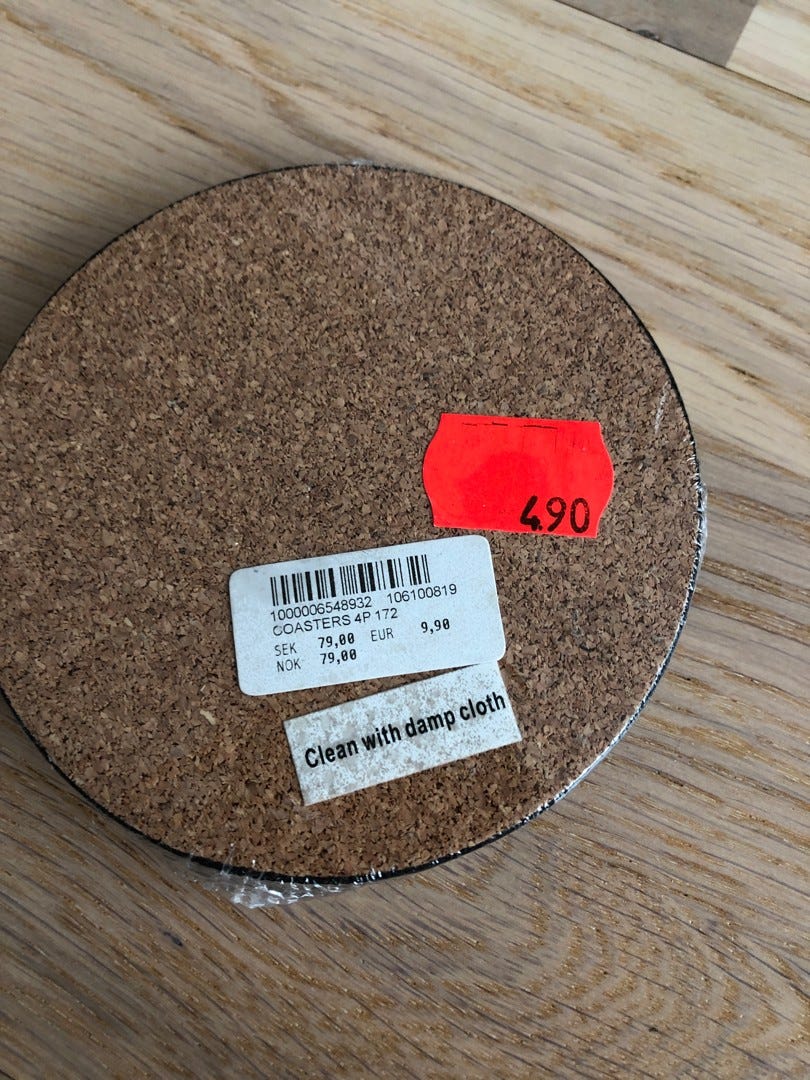 490
1000006548932 106100819
COASTERS 4P 172
SEK 79,00 EUR 9,90
NOK 79,00
Clean with damp cloth